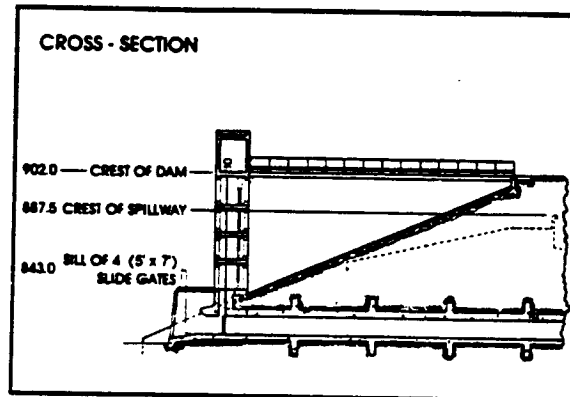 CROSS - SECTION
902.0 CREST OF DAM
887.5 CREST OF SPILLWAY
843.0 SILL OF 4 (5' x 7')
SLIDE GATES